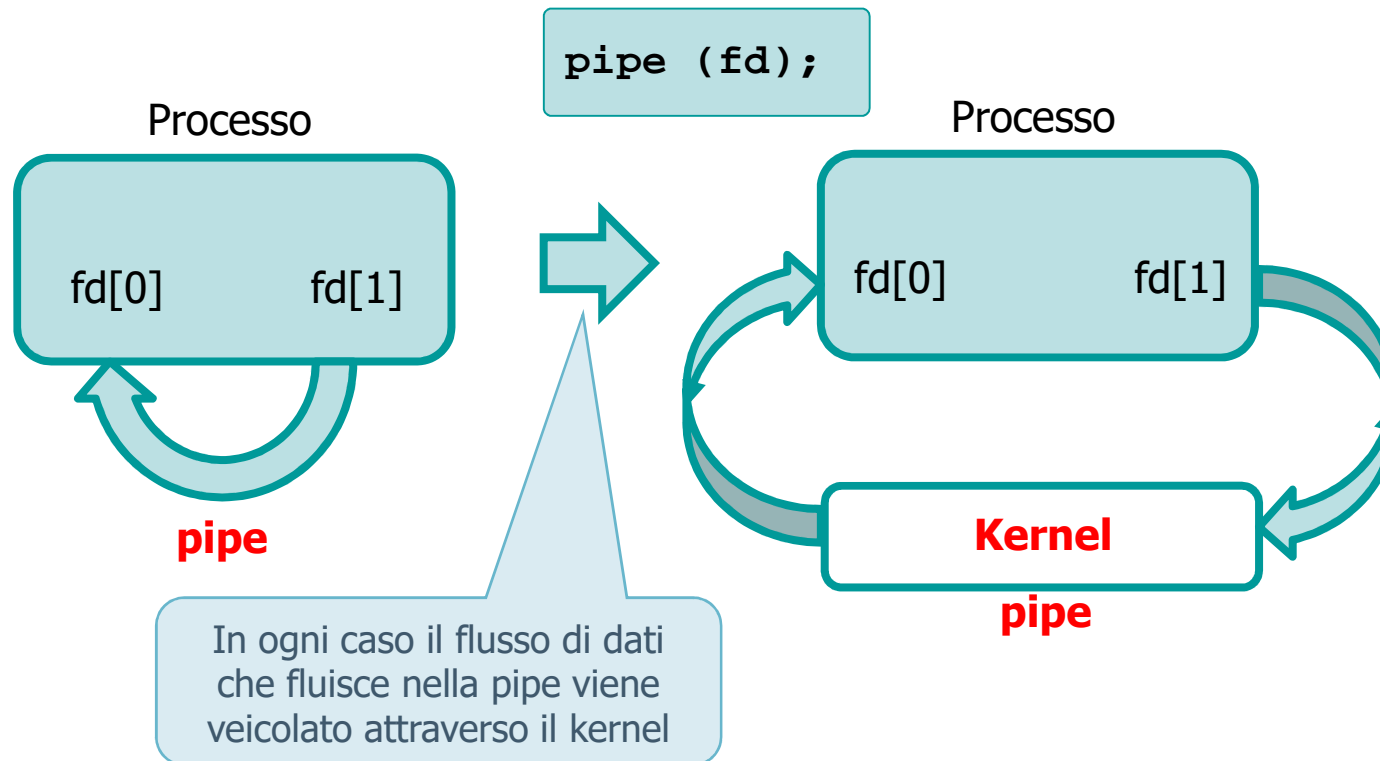 pipe (fd);
Processo
fd[0] fd[1]
pipe
In ogni caso il flusso di dati
che fluisce nella pipe viene
veicolato attraverso il kernel
Processo
fd[0] fd[1]
Kernel
pipe